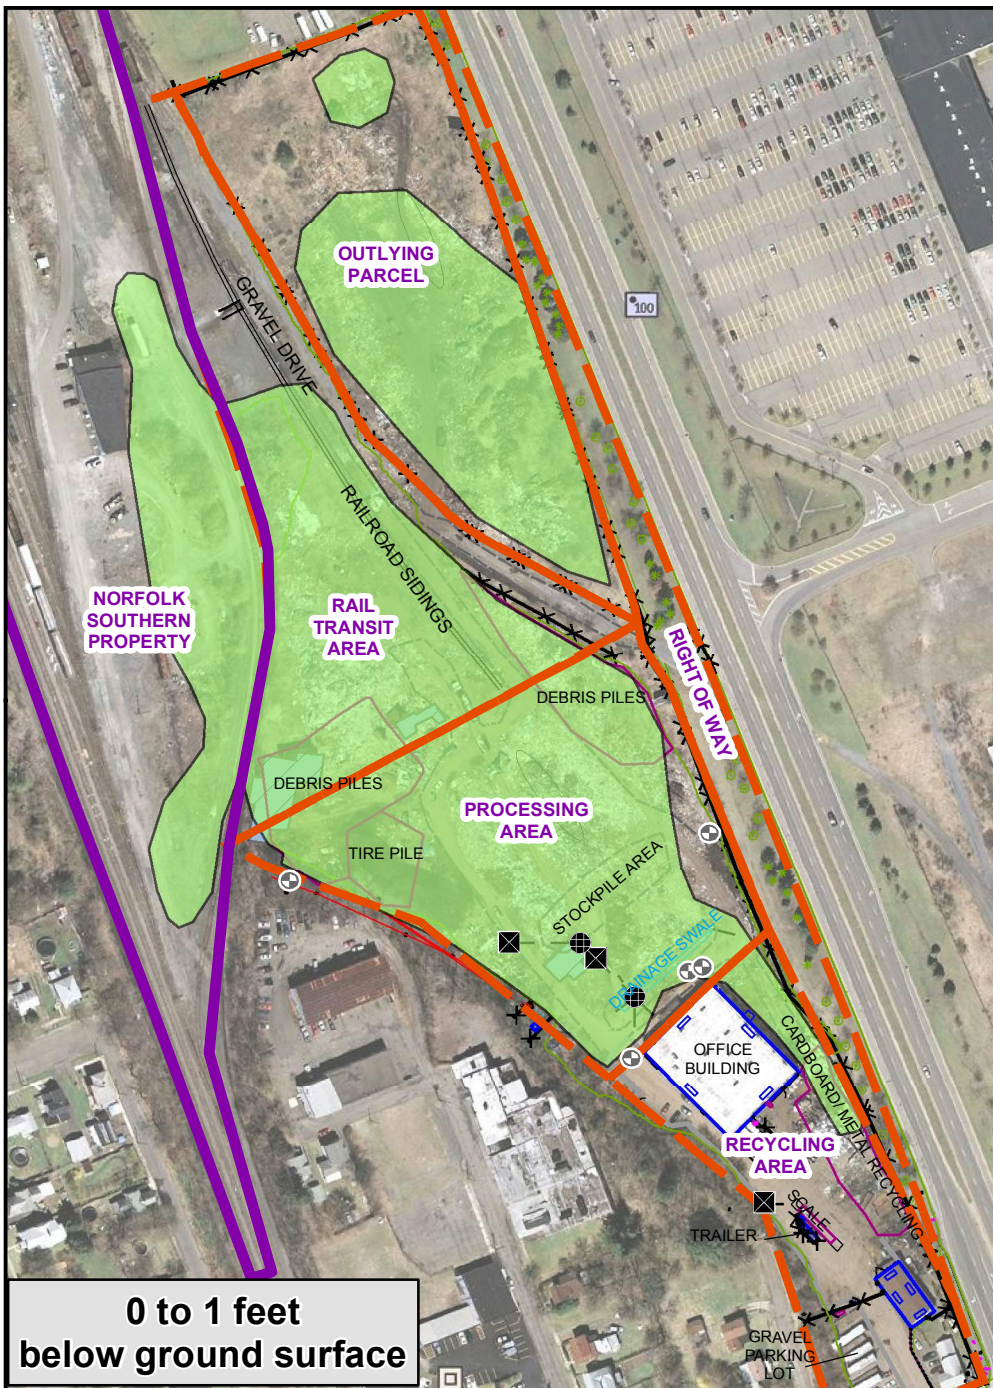 OUTLYING
PARCEL
100
GRAVEL DRIVE
RAILROAD SIDINGS
NORFOLK
SOUTHERN
PROPERTY
RAIL
TRANSIT
AREA
RIGHT OF WAY
DEBRIS PILES
DEBRIS PILES
PROCESSING
AREA
TIRE PILE
STOCKPILE AREA
DRAINAGE SWALE
OFFICE
BUILDING
CARDBOARD/ METAL RECYCLING
RECYCLING
AREA
SCALE
TRAILER
GRAVEL
PARKING
LOT
0 to 1 feet
below ground surface